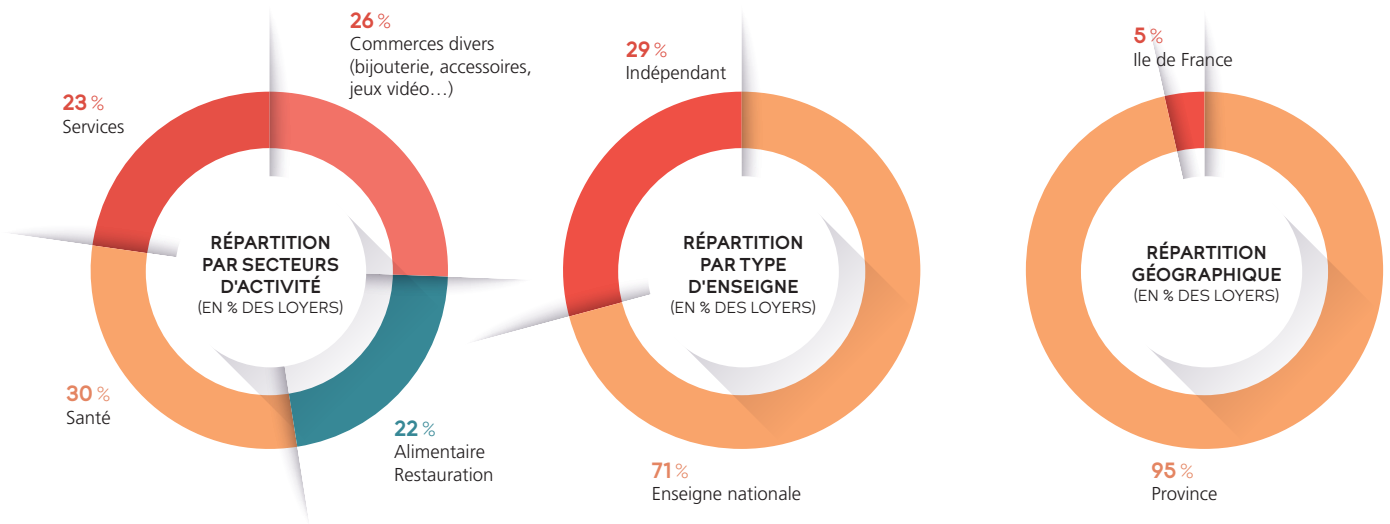 26 %
Commerces divers
(bijouterie, accessoires,
jeux vidéo…)
23 %
Services
RÉPARTITION
PAR SECTEURS
D'ACTIVITÉ
(EN % DES LOYERS)
30 %
Santé
22 %
Alimentaire
Restauration
29 %
Indépendant
RÉPARTITION
PAR TYPE
D'ENSEIGNE
(EN % DES LOYERS)
71 %
Enseigne nationale
5 %
Ile de France
RÉPARTITION
GÉOGRAPHIQUE
(EN % DES LOYERS)
95 %
Province